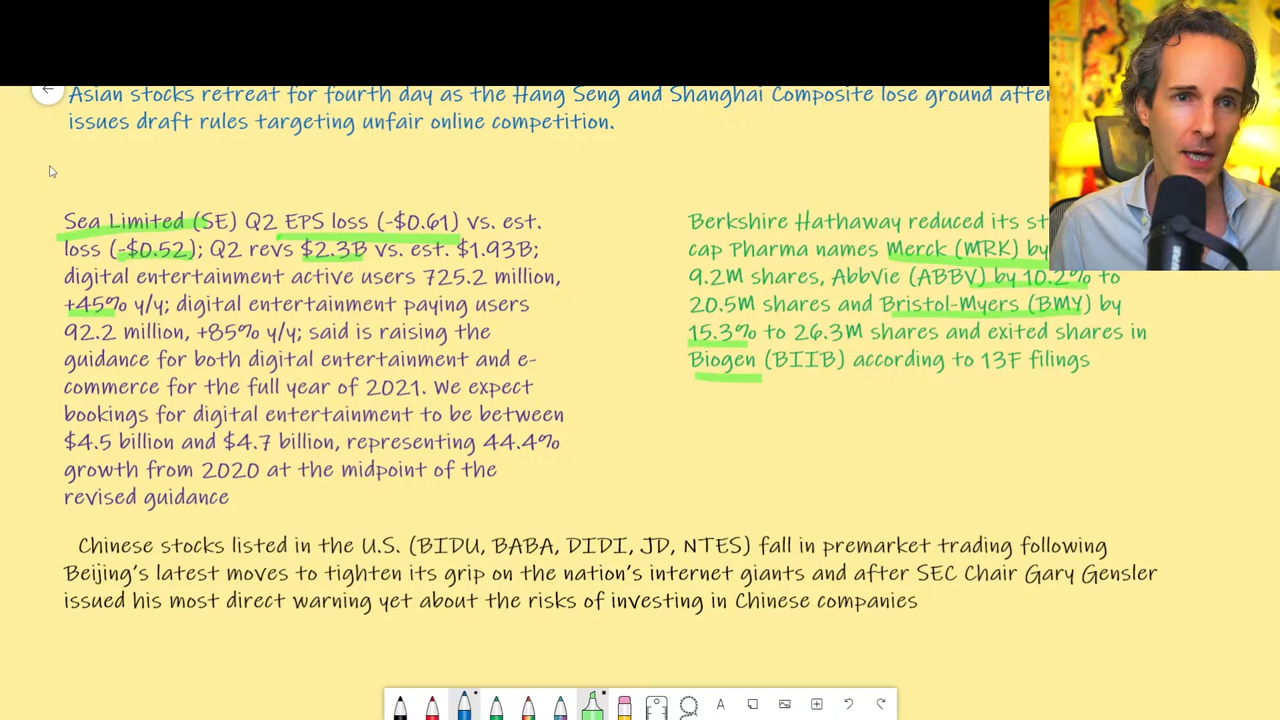 Asian stocks retreat for fourth day as the Hang Seng and Shanghai Composite lose ground after
issues draft rules targeting unfair online competition.
Sea Limited (SE) Q2 EPS loss (-$0.61) vs. est.
loss (-$0.52); Q2 revs $2.3B vs. est. $1.93B;
digital entertainment active users 725.2 million,
+45% y/y; digital entertainment paying users
92.2 million, +85% y/y; said is raising the
guidance for both digital entertainment and e-
commerce for the full year of 2021. We expect
bookings for digital entertainment to be between
$4.5 billion and $4.7 billion, representing 44.4%
growth from 2020 at the midpoint of the
revised guidance
Berkshire Hathaway reduced its
cap Pharma names Merck (MRK) by
9.2M shares, AbbVie (ABBV) by 10.2% to
20.5M shares and Bristol-Myers (BMY) by
15.3% to 26.3M shares and exited shares in
Biogen (BIIB) according to 13F filings
Chinese stocks listed in the U.S. (BIDU, BABA, DIDI, JD, NTES) fall in premarket trading following
Beijing's latest moves to tighten its grip on the nation's internet giants and after SEC Chair Gary Gensler
issued his most direct warning yet about the risks of investing in Chinese companies